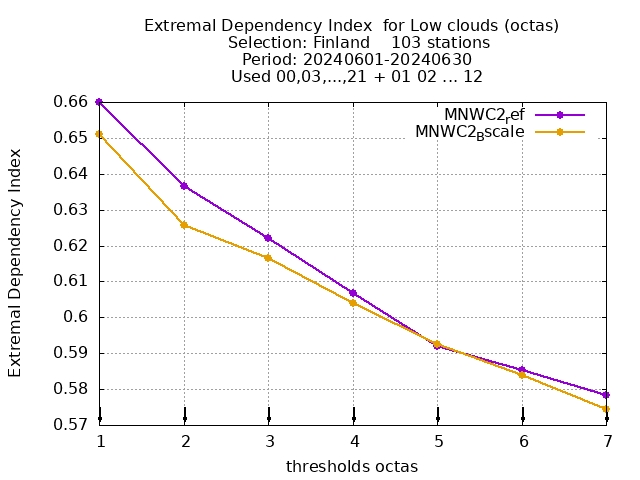 Extremal Dependency Index  for Low clouds (octas)
Selection: Finland    103 stations
Period: 20240601-20240630
Used 00,03,...,21 + 01 02 ... 12
MNWC2ref
MNWC2Bscale
0.66
0.65
0.64
0.63
0.62
0.61
0.6
0.59
0.58
0.57
Extremal Dependency Index
1 2 3 4 5 6 7
thresholds octas